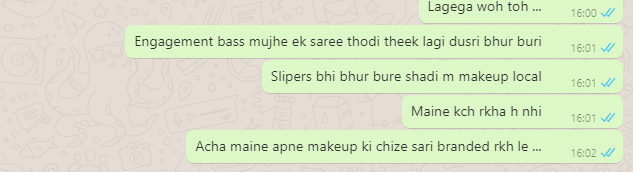 Lagega woh toh ...
16:00
Engagement bass mujhe ek saree thodi theek lagi dusri bhur buri
16:01
Slipers bhi bhur bure shadi m makeup local
16:01
Maine kch rkha h nhi
16:01
Acha maine apne makeup ki chize sari branded rkh le ...
16:02